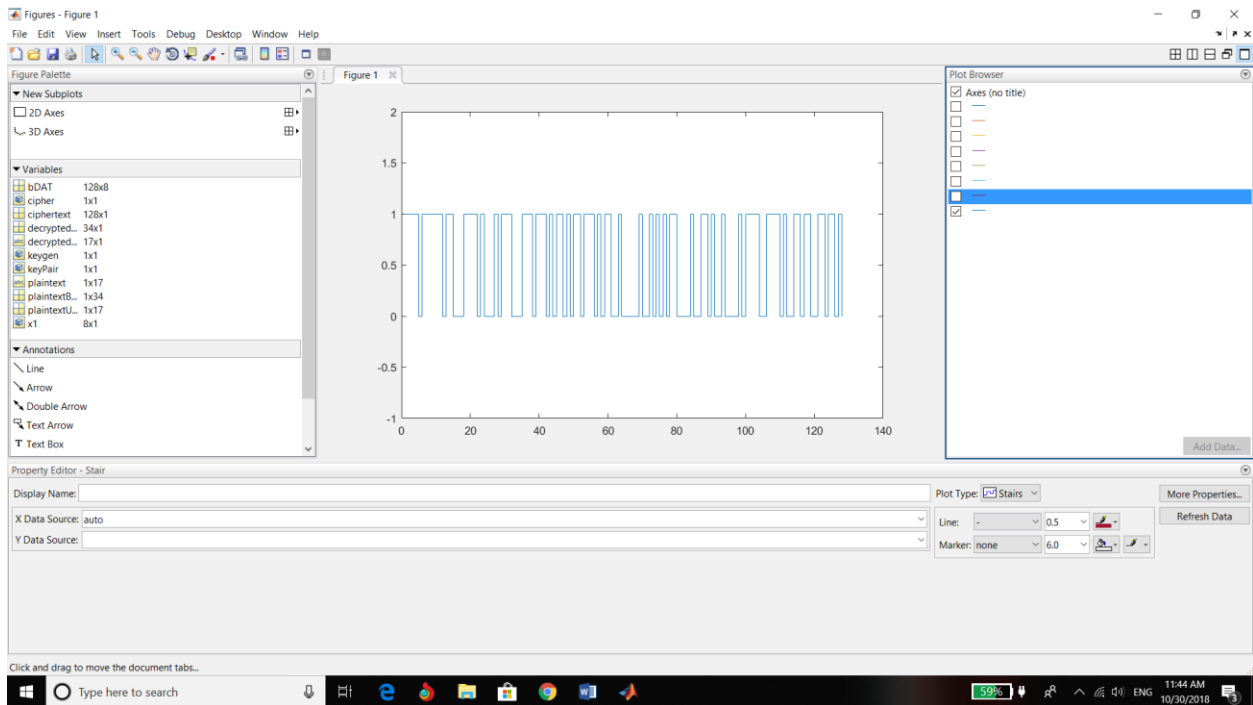 Figures - Figure 1
File Edit View Insert Tools Debug Desktop Window Help
Figure Palette
New Subplots
2D Axes
3D Axes
Variables
bDAT 128x8
cipher 1x1
ciphertext 128x1
decrypted... 34x1
decrypted... 17x1
keygen 1x1
keyPair 1x1
plaintext 1x17
plaintextB... 1x34
plaintextU... 1x17
x1 8x1
Annotations
Line
Arrow
Double Arrow
Text Arrow
T Text Box
Figure 1
2
1.5
1
0.5
0
-0.5
-1
0 20 40 60 80 100 120 140
Plot Browser
Axes (no title)
Add Data...
Property Editor - Stair
Display Name:
Plot Type: Stairs
More Properties...
X Data Source: auto
Line: - 0.5
Refresh Data
Y Data Source:
Marker: none 6.0
Click and drag to move the document tabs...
Type here to search
59%
ENG
11:44 AM
10/30/2018
3